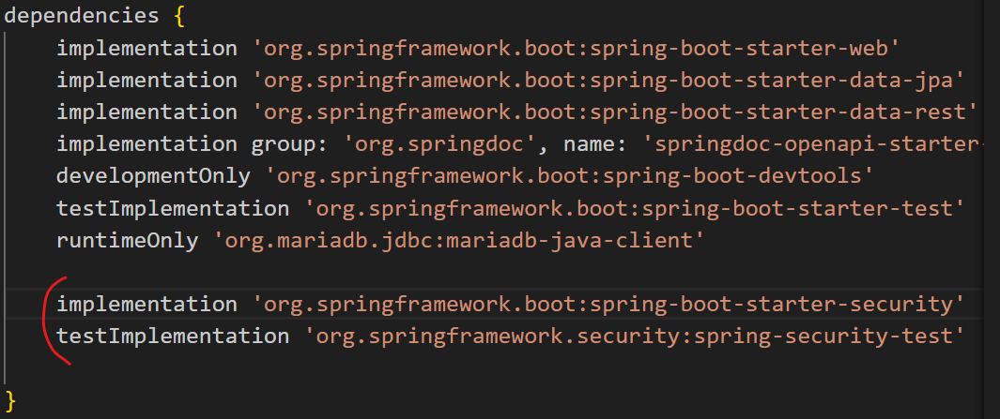 dependencies {
implementation 'org.springframework.boot:spring-boot-starter-web'
implementation 'org.springframework.boot:spring-boot-starter-data-jpa'
implementation 'org.springframework.boot:spring-boot-starter-data-rest'
implementation group: 'org.springdoc', name: 'springdoc-openapi-starter-
developmentOnly 'org.springframework.boot:spring-boot-devtools'
testImplementation 'org.springframework.boot:spring-boot-starter-test'
runtimeOnly 'org.mariadb.jdbc:mariadb-java-client'
implementation 'org.springframework.boot:spring-boot-starter-security'
testImplementation 'org.springframework.security:spring-security-test'
}